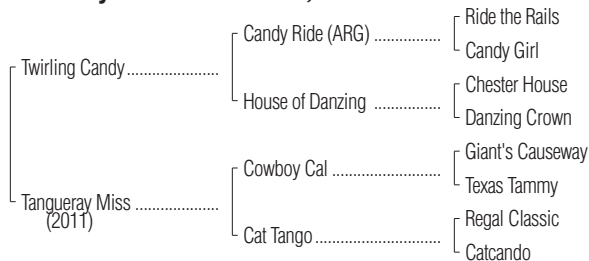 Ride the Rails
Candy Ride (ARG) ................
Candy Girl
Twirling Candy ......................
Chester House
House of Danzing ................
Danzing Crown
Giant's Causeway
Cowboy Cal ..........................
Texas Tammy
Tangueray Miss ....................
(2011)
Regal Classic
Cat Tango ..............................
Catcando